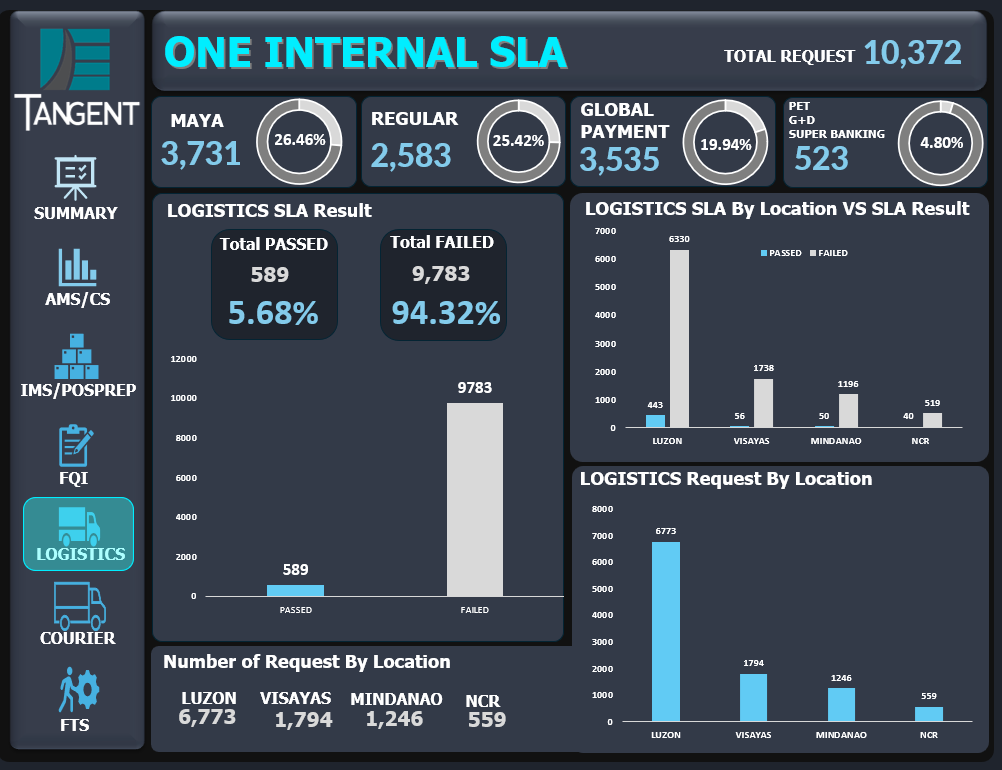 TANGENT
SUMMARY
AMS/CS
IMS/POSPREP
FQI
LOGISTICS
COURIER
FTS
ONE INTERNAL SLA
TOTAL REQUEST 10,372
MAYA
3,731
26.46%
REGULAR
2,583
25.42%
GLOBAL
PAYMENT
3,535
19.94%
PET
G+D
SUPER BANKING
523
4.80%
LOGISTICS SLA Result
Total PASSED
589
5.68%
Total FAILED
9,783
94.32%
12000
10000
8000
6000
4000
2000
0
589
9783
PASSED
FAILED
Number of Request By Location
LUZON
6,773
VISAYAS
1,794
MINDANAO
1,246
NCR
559
LOGISTICS SLA By Location VS SLA Result
PASSED FAILED
7000
6000
5000
4000
3000
2000
1000
0
443
6330
56
1738
50
1196
40
519
LUZON
VISAYAS
MINDANAO
NCR
LOGISTICS Request By Location
8000
7000
6000
5000
4000
3000
2000
1000
0
6773
1794
1246
559
LUZON
VISAYAS
MINDANAO
NCR